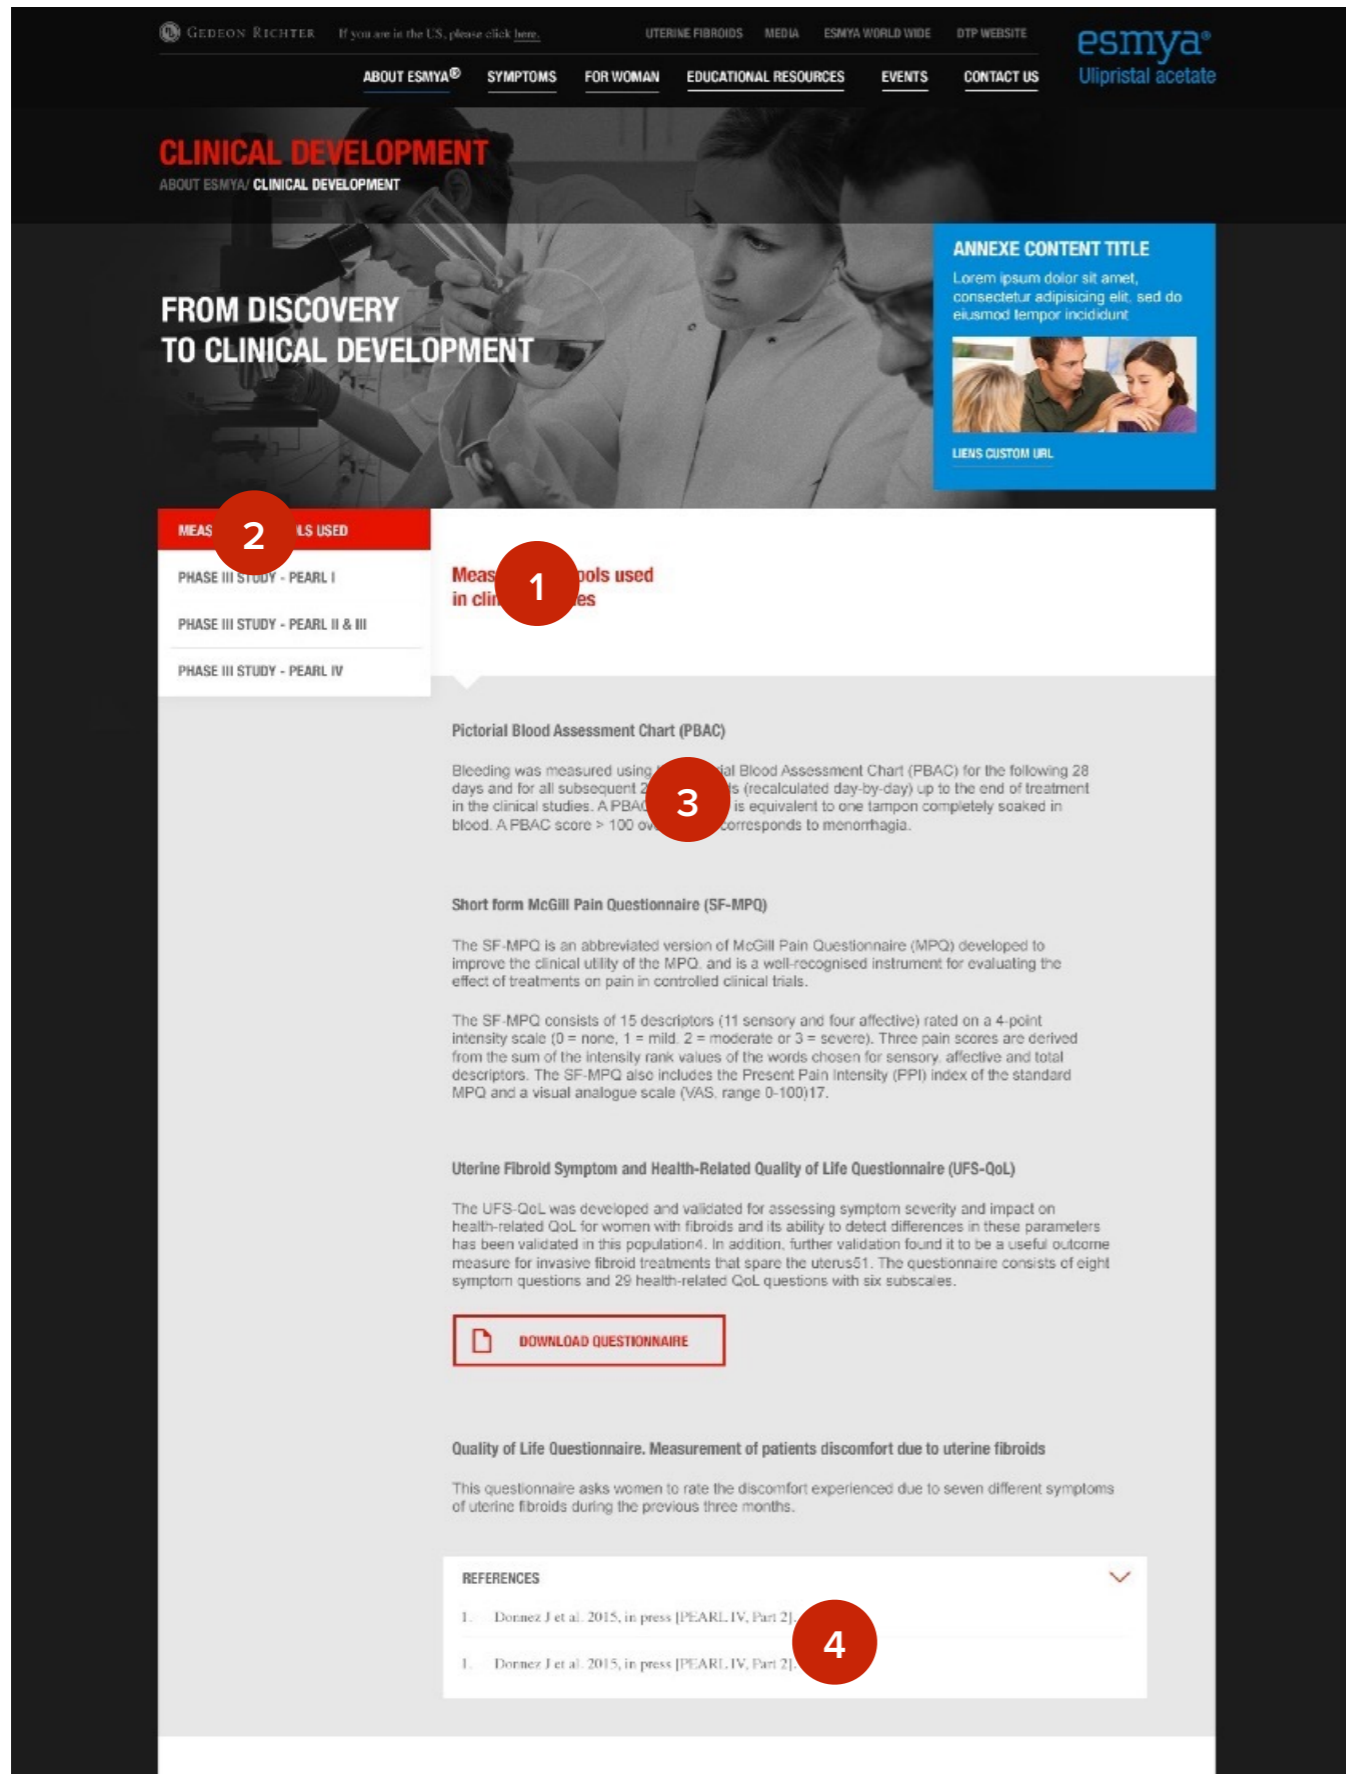 GEDEON RICHTER If you are in the US, please click here. UTERINE FIBROIDS MEDIA ESMYA WORLD WIDE DTP WEBSITE
esmya®
Ulipristal acetate
ABOUT ESMYA® SYMPTOMS FOR WOMAN EDUCATIONAL RESOURCES EVENTS CONTACT US
CLINICAL DEVELOPMENT
ABOUT ESMYA/ CLINICAL DEVELOPMENT
FROM DISCOVERY
TO CLINICAL DEVELOPMENT
ANNEXE CONTENT TITLE
Lorem ipsum dolor sit amet,
consectetur adipisicing elit, sed do
eiusmod tempor incididunt
LIENS CUSTOM URL
2
USED
PHASE III STUDY - PEARL I
PHASE III STUDY - PEARL II & III
PHASE III STUDY - PEARL IV
1
used
in
Pictorial Blood Assessment Chart (PBAC)
Bleeding was measured using Blood Assessment Chart (PBAC) for the following 28
days and for all subsequent (recalculated day-by-day) up to the end of treatment
in the clinical studies. A PBAC is equivalent to one tampon completely soaked in
blood. A PBAC score > 100 corresponds to menorrhagia.
3
Short form McGill Pain Questionnaire (SF-MPQ)
The SF-MPQ is an abbreviated version of McGill Pain Questionnaire (MPQ) developed to
improve the clinical utility of the MPQ, and is a well-recognised instrument for evaluating the
effect of treatments on pain in controlled clinical trials.
The SF-MPQ consists of 15 descriptors (11 sensory and four affective) rated on a 4-point
intensity scale (0 = none, 1 = mild, 2 = moderate or 3 = severe). Three pain scores are derived
from the sum of the intensity rank values of the words chosen for sensory, affective and total
descriptors. The SF-MPQ also includes the Present Pain Intensity (PPI) index of the standard
MPQ and a visual analogue scale (VAS, range 0-100)17.
Uterine Fibroid Symptom and Health-Related Quality of Life Questionnaire (UFS-QoL)
The UFS-QoL was developed and validated for assessing symptom severity and impact on
health-related QoL for women with fibroids and its ability to detect differences in these parameters
has been validated in this population4. In addition, further validation found it to be a useful outcome
measure for invasive fibroid treatments that spare the uterus51. The questionnaire consists of eight
symptom questions and 29 health-related QoL questions with six subscales.
DOWNLOAD QUESTIONNAIRE
Quality of Life Questionnaire. Measurement of patients discomfort due to uterine fibroids
This questionnaire asks women to rate the discomfort experienced due to seven different symptoms
of uterine fibroids during the previous three months.
REFERENCES
1. Donnez J et al. 2015, in press [PEARL IV, Part 2].
4
1. Donnez J et al. 2015, in press [PEARL IV, Part 2].